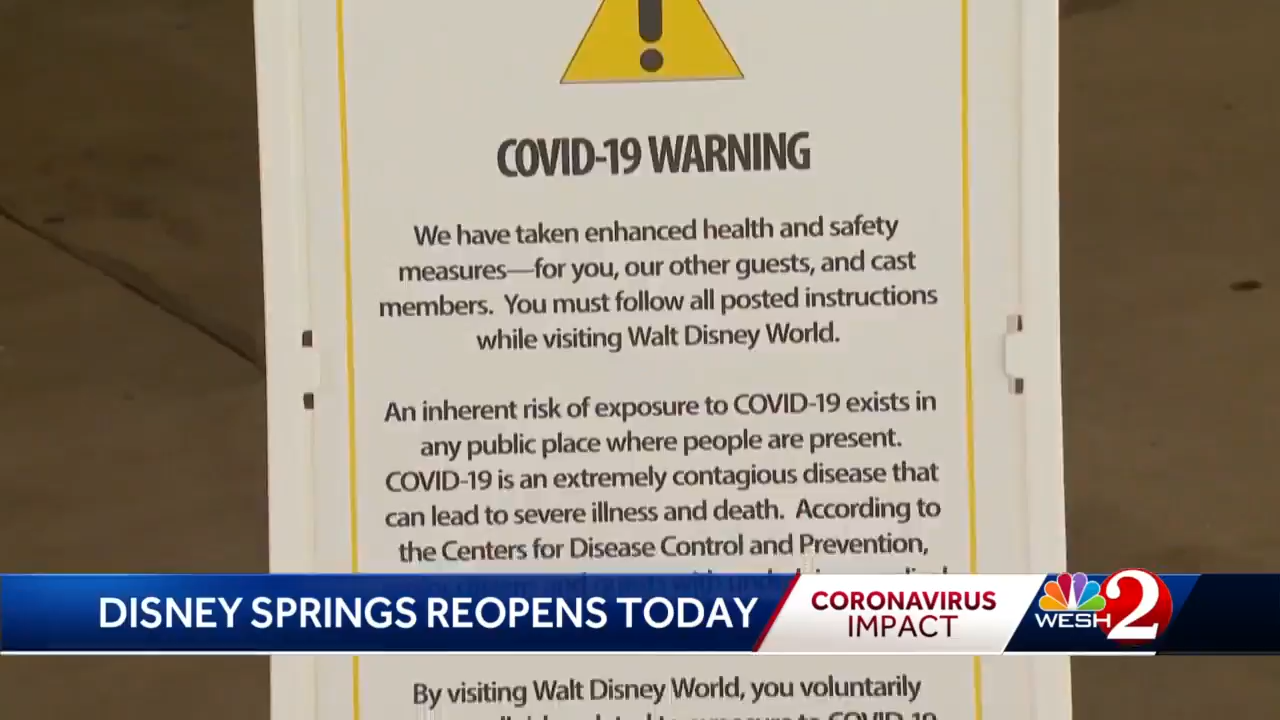 COVID-19 WARNING
We have taken enhanced health and safety
measures—for you, our other guests, and cast
members. You must follow all posted instructions
while visiting Walt Disney World.
An inherent risk of exposure to COVID-19 exists in
any public place where people are present.
COVID-19 is an extremely contagious disease that
can lead to severe illness and death. According to
the Centers for Disease Control and Prevention,
DISNEY SPRINGS REOPENS TODAY
CORONAVIRUS
IMPACT
WESH 2
By visiting Walt Disney World, you voluntarily
COVID-19